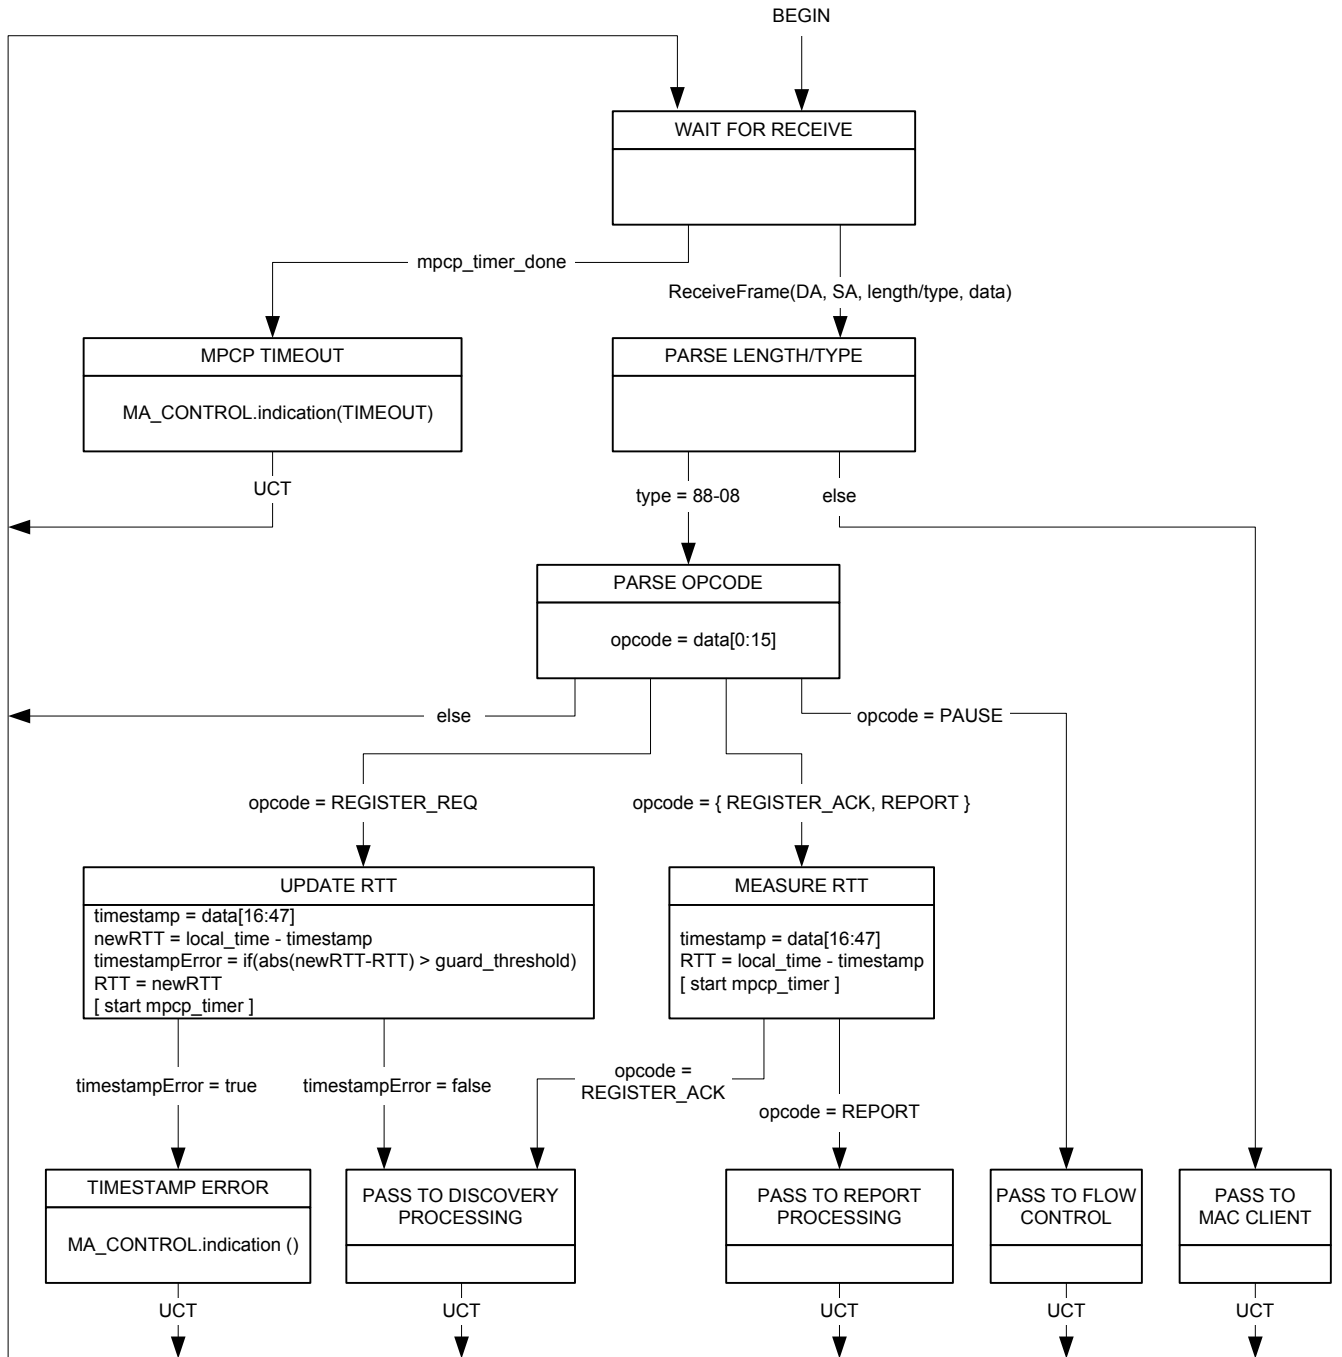 BEGIN
WAIT FOR RECEIVE
mpcp_timer_done
ReceiveFrame(DA, SA, length/type, data)
MPCP TIMEOUT
MA_CONTROL.indication(TIMEOUT)
UCT
PARSE LENGTH/TYPE
type = 88-08
else
PARSE OPCODE
opcode = data[0:15]
else
opcode = PAUSE
opcode = REGISTER_REQ
opcode = { REGISTER_ACK, REPORT }
UPDATE RTT
timestamp = data[16:47]
newRTT = local_time - timestamp
timestampError = if(abs(newRTT-RTT) > guard_threshold)
RTT = newRTT
[ start mpcp_timer ]
MEASURE RTT
timestamp = data[16:47]
RTT = local_time - timestamp
[ start mpcp_timer ]
timestampError = true
timestampError = false
opcode =
REGISTER_ACK
opcode = REPORT
TIMESTAMP ERROR
MA_CONTROL.indication ()
PASS TO DISCOVERY
PROCESSING
PASS TO REPORT
PROCESSING
PASS TO FLOW
CONTROL
PASS TO
MAC CLIENT
UCT
UCT
UCT
UCT
UCT